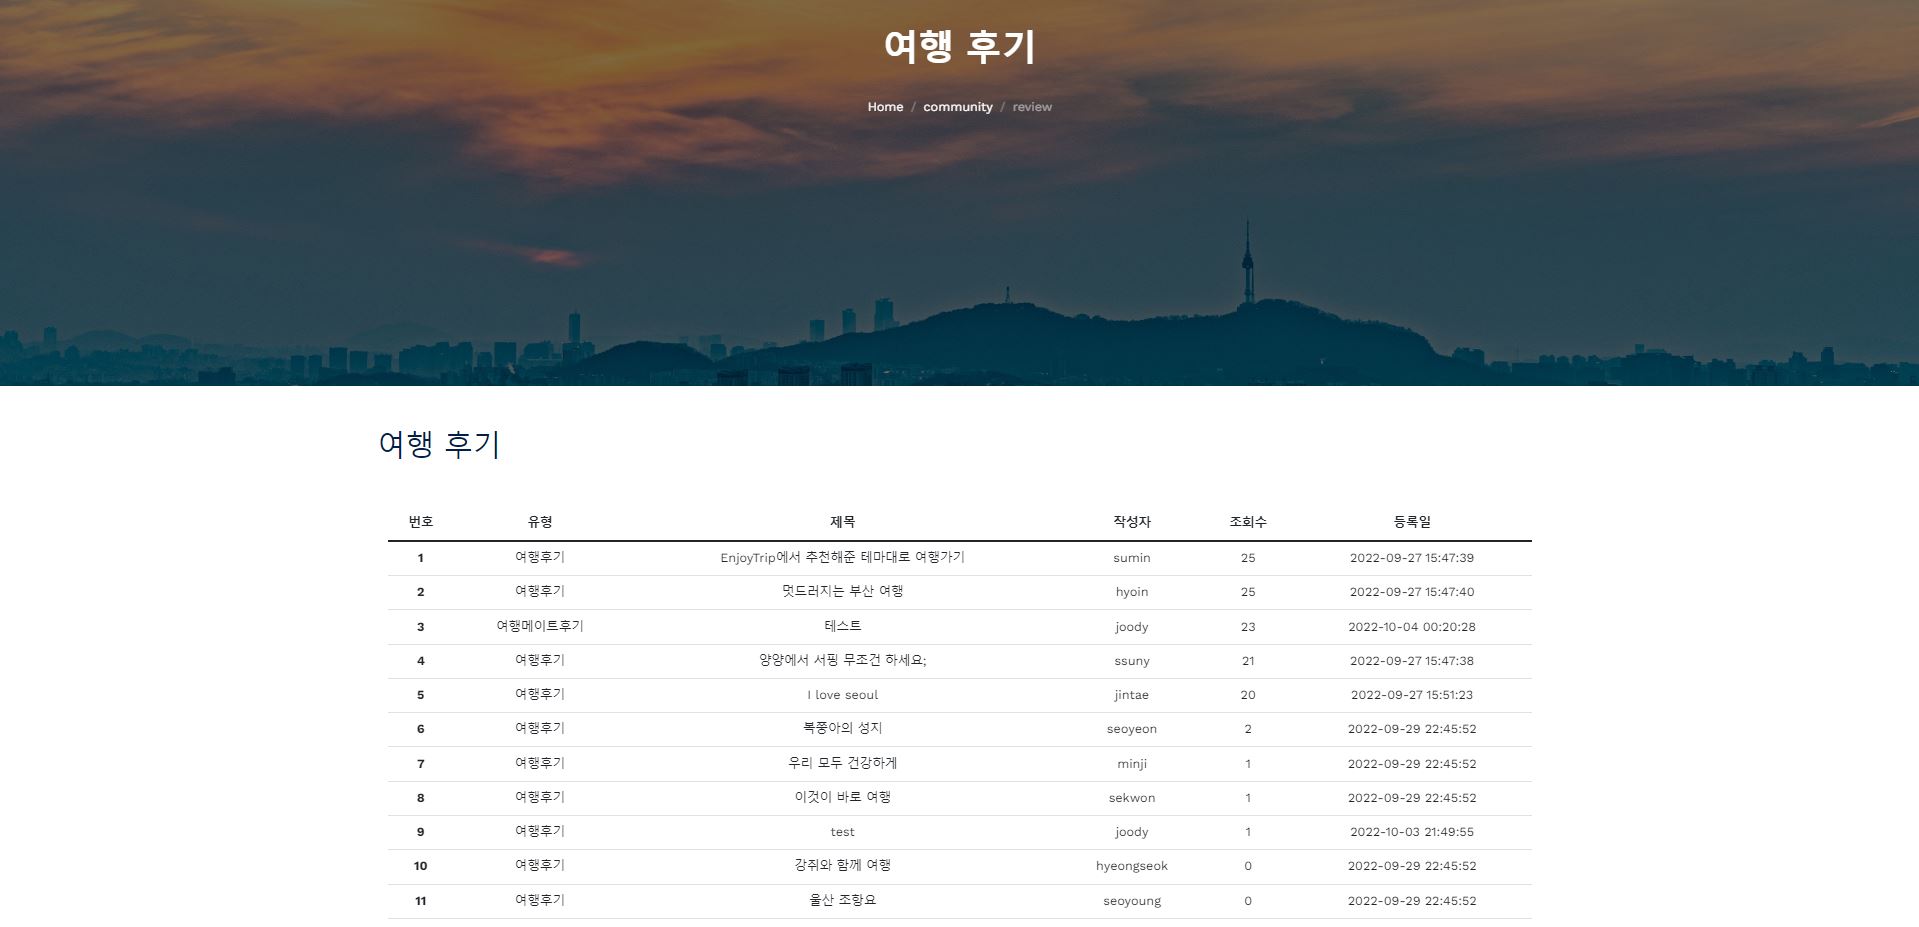 여행 후기
Home / community / review
여행 후기
번호 유형 제목 작성자 조회수 등록일
1 여행후기 EnjoyTrip에서 추천해준 테마대로 여행가기 sumin 25 2022-09-27 15:47:39
2 여행후기 멋드러지는 부산 여행 hyoin 25 2022-09-27 15:47:40
3 여행메이트후기 테스트 joody 23 2022-10-04 00:20:28
4 여행후기 양양에서 서핑 무조건 하세요; ssuny 21 2022-09-27 15:47:38
5 여행후기 I love seoul jintae 20 2022-09-27 15:51:23
6 여행후기 복쭝아의 성지 seoyeon 2 2022-09-29 22:45:52
7 여행후기 우리 모두 건강하게 minji 1 2022-09-29 22:45:52
8 여행후기 이것이 바로 여행 sekwon 1 2022-09-29 22:45:52
9 여행후기 test joody 1 2022-10-03 21:49:55
10 여행후기 강쥐와 함께 여행 hyeongseok 0 2022-09-29 22:45:52
11 여행후기 울산 조항요 seoyoung 0 2022-09-29 22:45:52